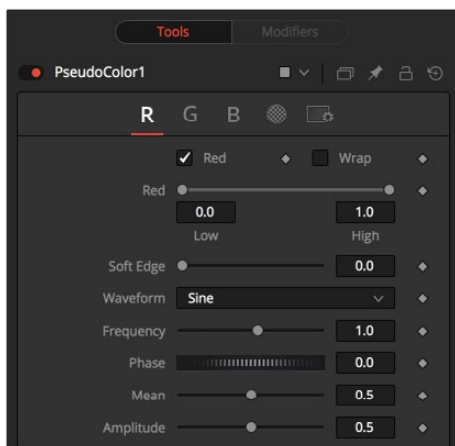 Tools Modifiers
PseudoColor1
R G B
Red Wrap
Red
0.0 1.0
Low High
Soft Edge 0.0
Waveform Sine
Frequency 1.0
Phase 0.0
Mean 0.5
Amplitude 0.5